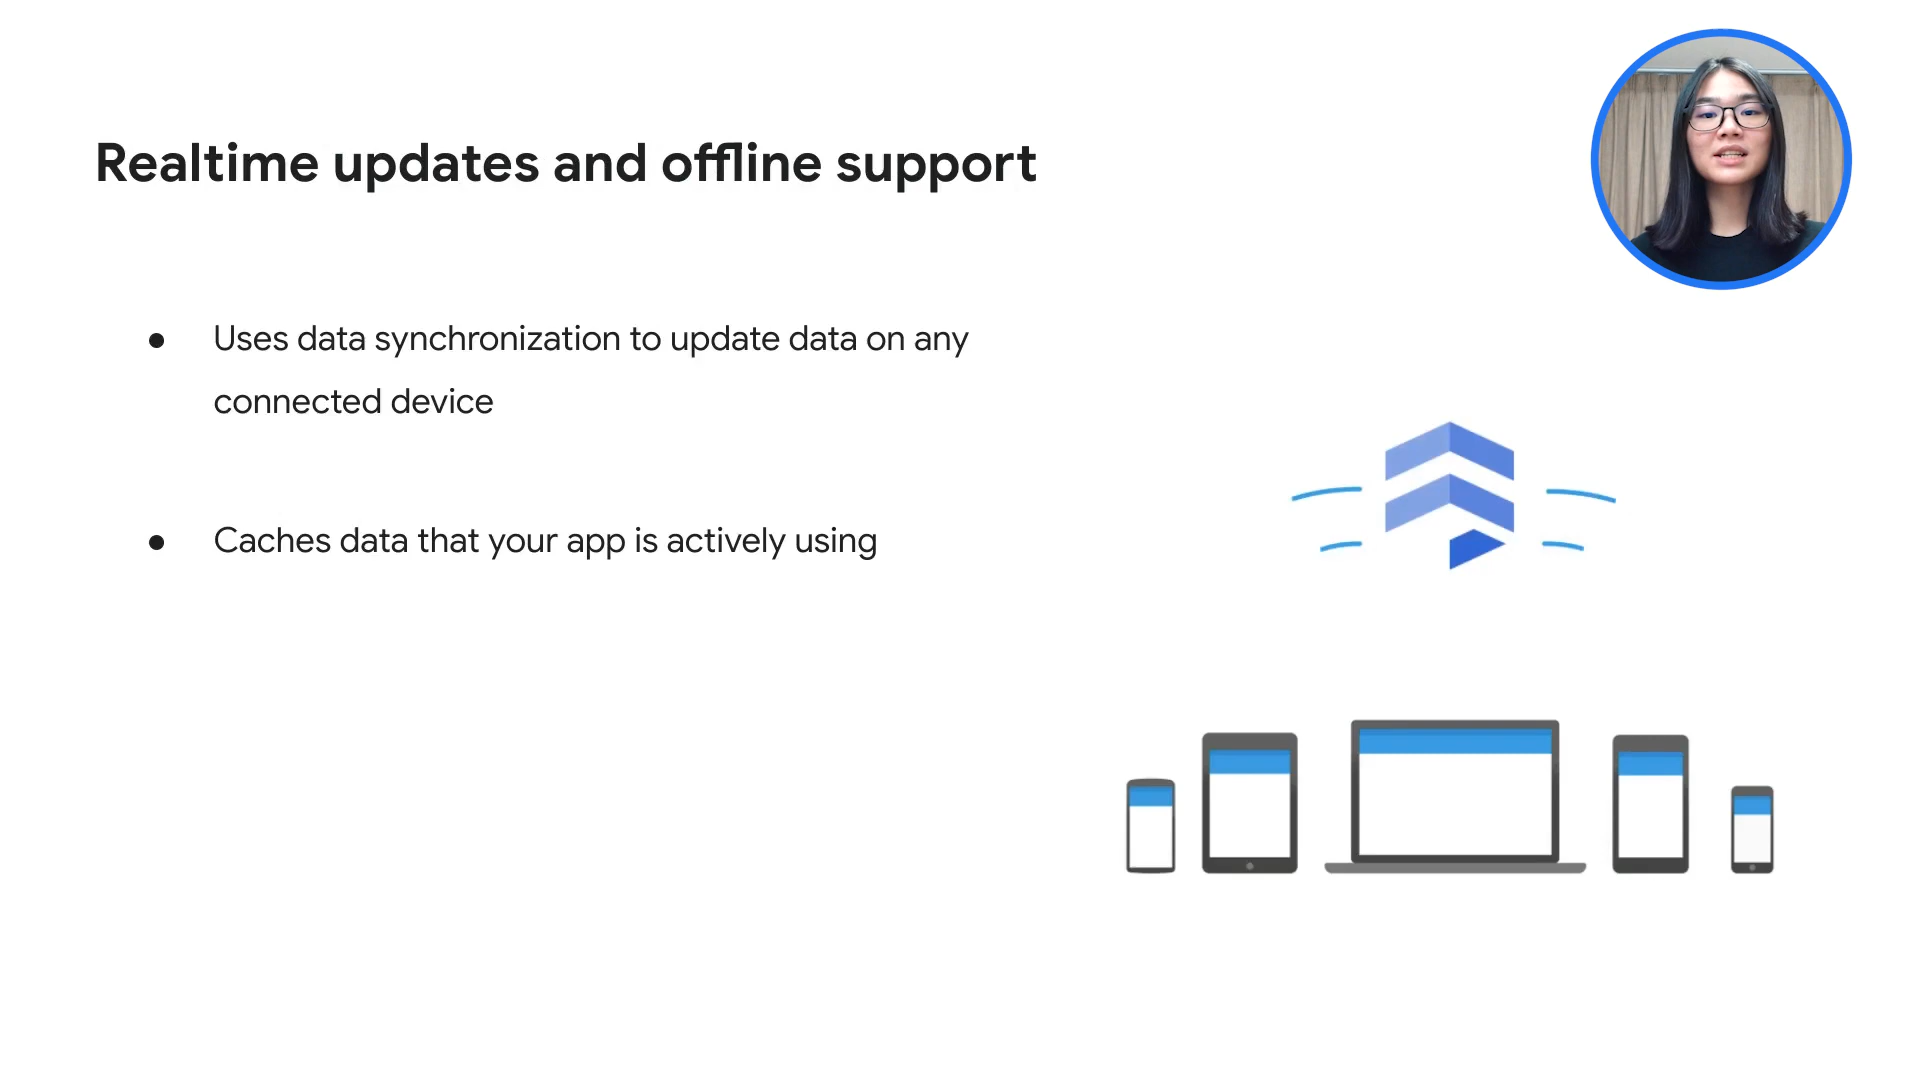 Realtime updates and offline support
● Uses data synchronization to update data on any
connected device
● Caches data that your app is actively using